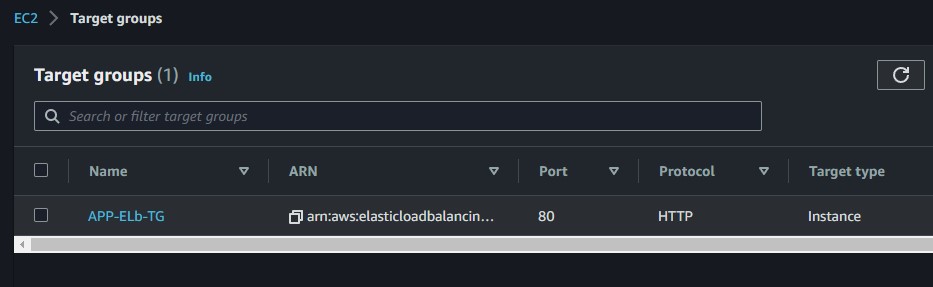 EC2 > Target groups
Target groups (1) Info
Search or filter target groups
Name ARN Port Protocol Target type
APP-ELb-TG arn:aws:elasticloadbalancin... 80 HTTP Instance